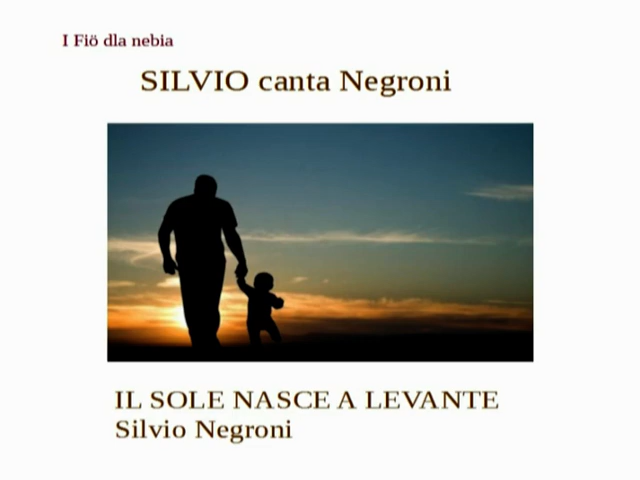 I Fiö dla nebia
SILVIO canta Negroni
IL SOLE NASCE A LEVANTE
Silvio Negroni